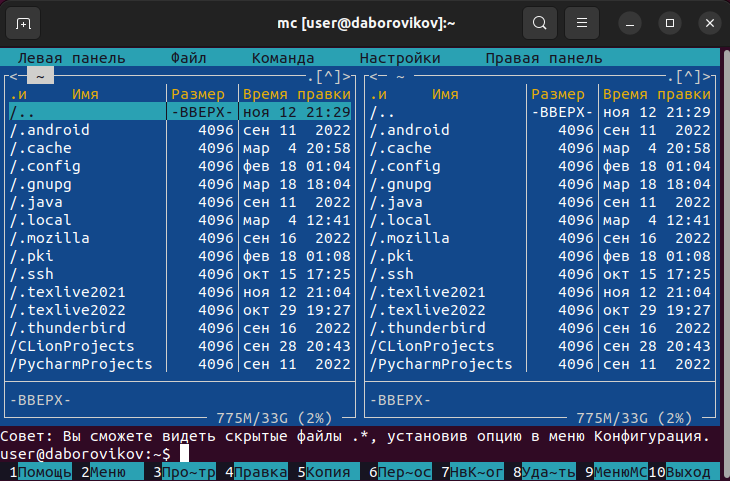 mc [user@daborovikov]:~
Левая панель Файл Команда Настройки Правая панель
<- ~ .[^]> <- ~ .[^]>
.и Имя Размер Время правки .и Имя Размер Время правки
/.. -ВВЕРХ- ноя 12 21:29 /.. -ВВЕРХ- ноя 12 21:29
/.android 4096 сен 11 2022 /.android 4096 сен 11 2022
/.cache 4096 мар 4 20:58 /.cache 4096 мар 4 20:58
/.config 4096 фев 18 01:04 /.config 4096 фев 18 01:04
/.gnupg 4096 мар 18 18:04 /.gnupg 4096 мар 18 18:04
/.java 4096 сен 11 2022 /.java 4096 сен 11 2022
/.local 4096 мар 4 12:41 /.local 4096 мар 4 12:41
/.mozilla 4096 сен 16 2022 /.mozilla 4096 сен 16 2022
/.pki 4096 фев 18 01:08 /.pki 4096 фев 18 01:08
/.ssh 4096 окт 15 17:25 /.ssh 4096 окт 15 17:25
/.texlive2021 4096 ноя 12 21:04 /.texlive2021 4096 ноя 12 21:04
/.texlive2022 4096 окт 29 19:27 /.texlive2022 4096 окт 29 19:27
/.thunderbird 4096 сен 16 2022 /.thunderbird 4096 сен 16 2022
/CLionProjects 4096 сен 28 20:43 /CLionProjects 4096 сен 28 20:43
/PycharmProjects 4096 сен 11 2022 /PycharmProjects 4096 сен 11 2022
-ВВЕРХ- -ВВЕРХ-
775M/33G (2%) 775M/33G (2%)
Совет: Вы сможете видеть скрытые файлы .*, установив опцию в меню Конфигурация.
user@daborovikov:~$
1Помощь 2Меню 3Про~тр 4Правка 5Копия 6Пер~ос 7НвК~ог 8Уда~ть 9МенюМС 10Выход